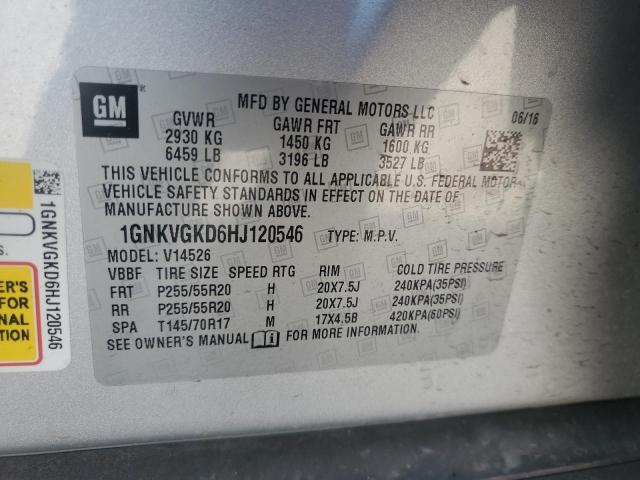 GM
MFD BY GENERAL MOTORS LLC
06/16
GVWR GAWR FRT GAWR RR
2930 KG 1450 KG 1600 KG
6459 LB 3196 LB 3527 LB
THIS VEHICLE CONFORMS TO ALL APPLICABLE U.S. FEDERAL MOTOR
VEHICLE SAFETY STANDARDS IN EFFECT ON THE DATE OF
MANUFACTURE SHOWN ABOVE.
1GNKVGKD6HJ120546 TYPE: M.P.V.
MODEL: V14526
VBBF TIRE SIZE SPEED RTG RIM COLD TIRE PRESSURE
FRT P255/55R20 H 20X7.5J 240KPA(35PSI)
RR P255/55R20 H 20X7.5J 240KPA(35PSI)
SPA T145/70R17 M 17X4.5B 420KPA(60PSI)
SEE OWNER'S MANUAL FOR MORE INFORMATION.
1GNKVGKD6HJ120546
ER'S
FOR
NAL
TION